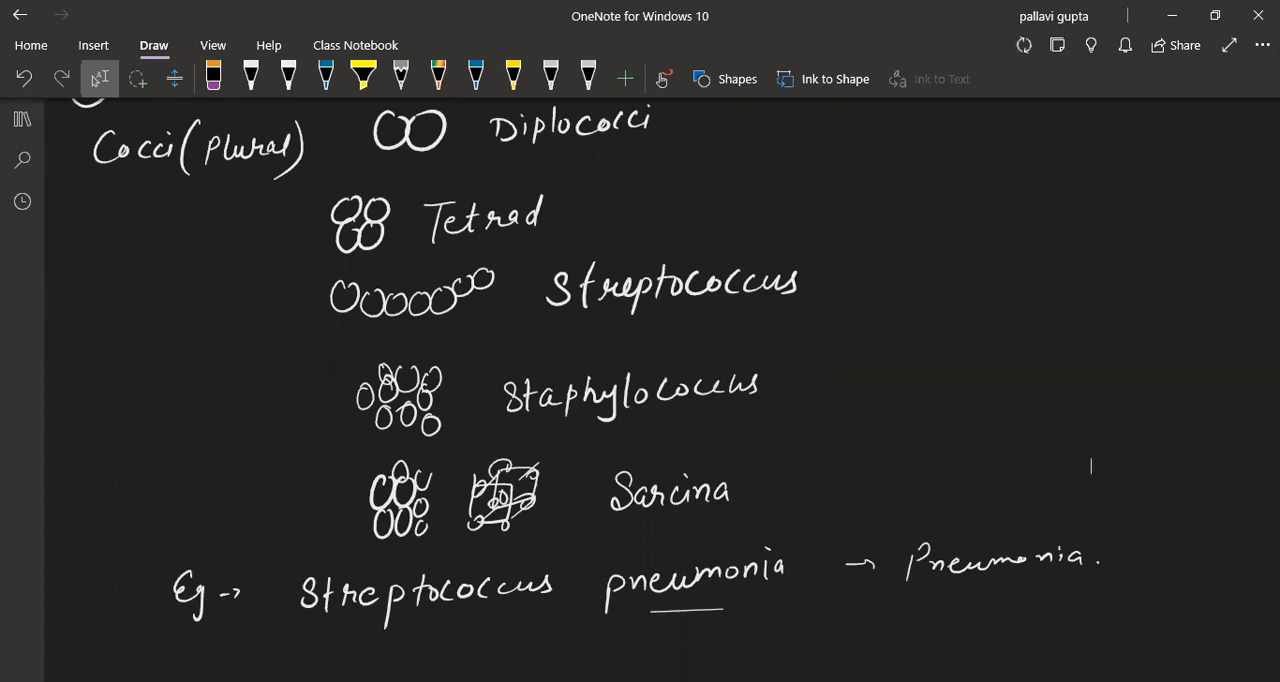 OneNote for Windows 10
pallavi gupta
Home Insert Draw View Help Class Notebook
Share
Shapes Ink to Shape Ink to Text
Cocci (Plural) Diplococci
Tetrad
Streptococcus
Staphylococcus
Sarcina
Eg -> Streptococcus pneumonia -> Pneumonia.